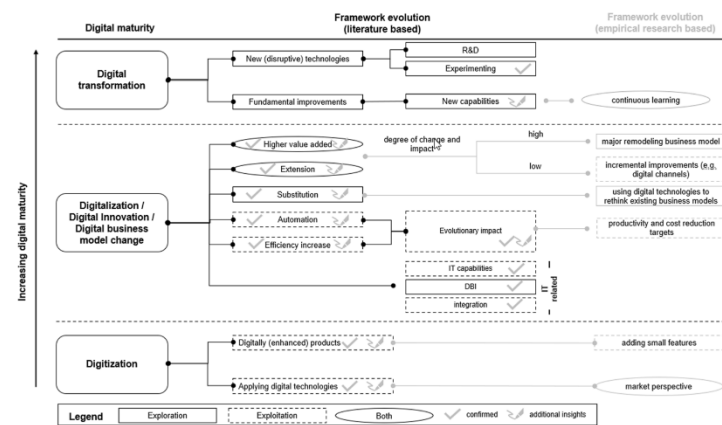 Digital maturity
Framework evolution
(literature based)
Framework evolution
(empirical research based)
Increasing digital maturity
Digital
transformation
New (disruptive) technologies
R&D
Experimenting
Fundamental improvements
New capabilities
continuous learning
Digitalization /
Digital Innovation /
Digital business
model change
Higher value added
Extension
Substitution
Automation
Efficiency increase
degree of change and
impact
high
low
major remodeling business model
incremental improvements (e.g.
digital channels)
using digital technologies to
rethink existing business models
Evolutionary impact
productivity and cost reduction
targets
IT capabilities
DBI
integration
IT
related
Digitization
Digitally (enhanced) products
adding small features
Applying digital technologies
market perspective
Legend
Exploration
Exploitation
Both
confirmed
additional insights